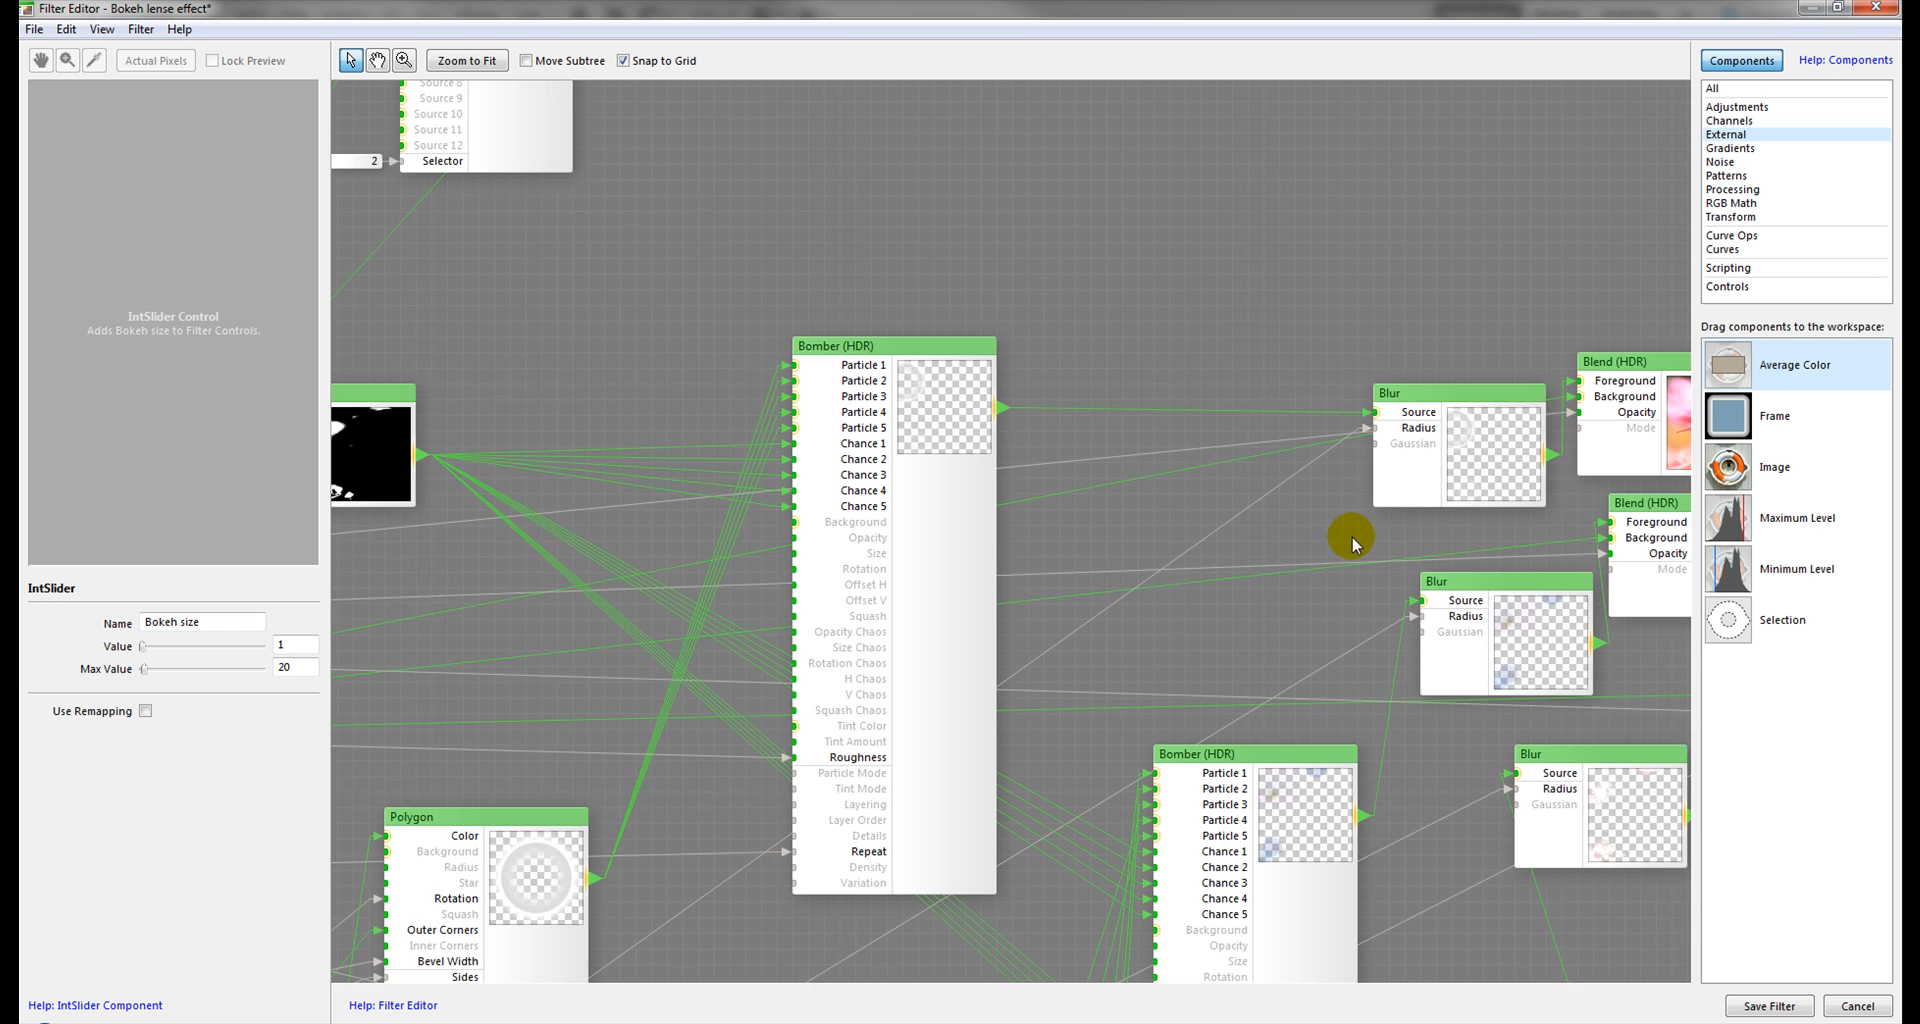 Filter Editor - Bokeh lense effect*
File Edit View Filter Help
Actual Pixels
Lock Preview
Zoom to Fit
Move Subtree
Snap to Grid
Components
Help: Components
IntSlider Control
Adds Bokeh size to Filter Controls.
IntSlider
Name Bokeh size
Value 1
Max Value 20
Use Remapping
Help: IntSlider Component
Source 8
Source 9
Source 10
Source 11
Source 12
2
Selector
Bomber (HDR)
Particle 1
Particle 2
Particle 3
Particle 4
Particle 5
Chance 1
Chance 2
Chance 3
Chance 4
Chance 5
Background
Opacity
Size
Rotation
Offset H
Offset V
Squash
Opacity Chaos
Size Chaos
Rotation Chaos
H Chaos
V Chaos
Squash Chaos
Tint Color
Tint Amount
Roughness
Particle Mode
Tint Mode
Layering
Layer Order
Details
Repeat
Density
Variation
Polygon
Color
Background
Radius
Star
Rotation
Squash
Outer Corners
Inner Corners
Bevel Width
Sides
Blur
Source
Radius
Gaussian
Blend (HDR)
Foreground
Background
Opacity
Mode
Blend (HDR)
Foreground
Background
Opacity
Mode
Blur
Source
Radius
Gaussian
Bomber (HDR)
Particle 1
Particle 2
Particle 3
Particle 4
Particle 5
Chance 1
Chance 2
Chance 3
Chance 4
Chance 5
Background
Opacity
Size
Rotation
Blur
Source
Radius
Gaussian
Help: Filter Editor
All
Adjustments
Channels
External
Gradients
Noise
Patterns
Processing
RGB Math
Transform
Curve Ops
Curves
Scripting
Controls
Drag components to the workspace:
Average Color
Frame
Image
Maximum Level
Minimum Level
Selection
Save Filter
Cancel